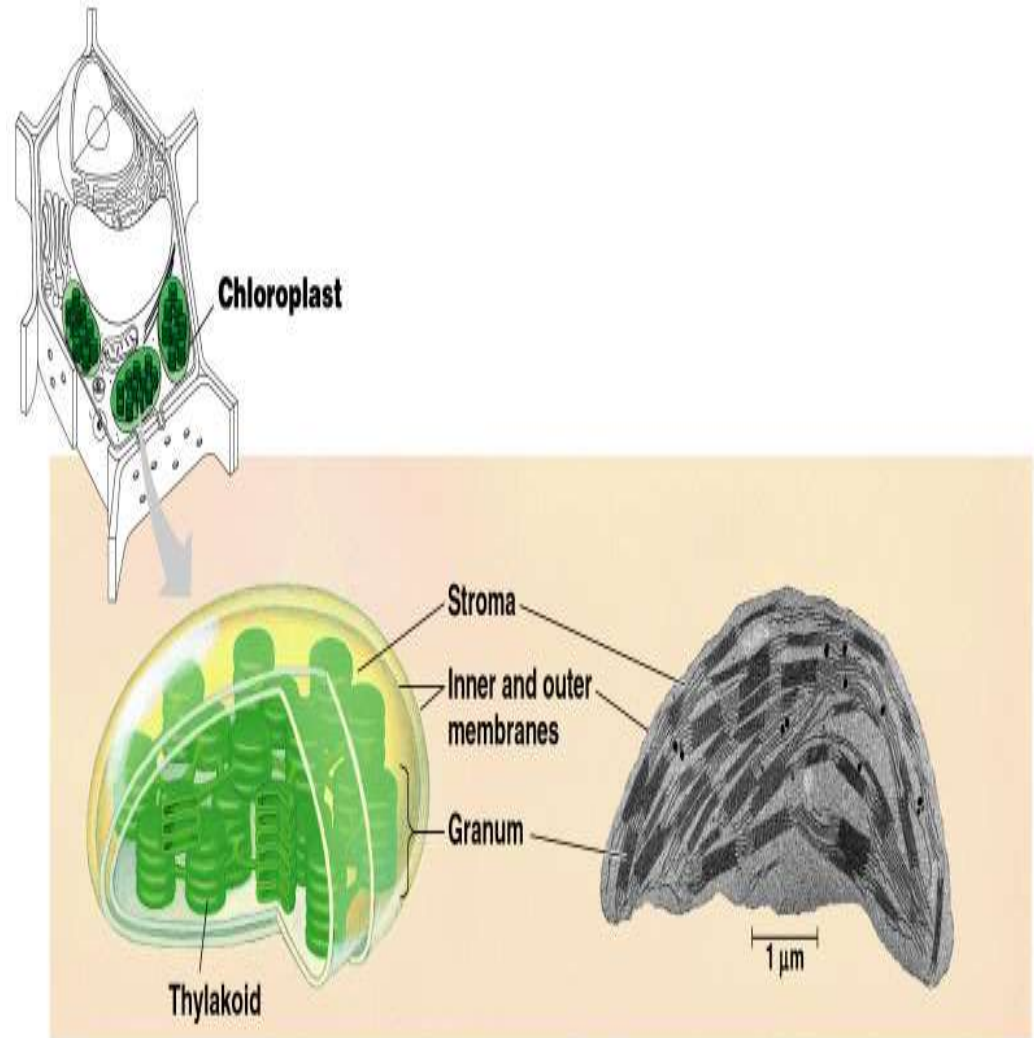 Chloroplast
Stroma
Inner and outer
membranes
Granum
1 μm
Thylakoid